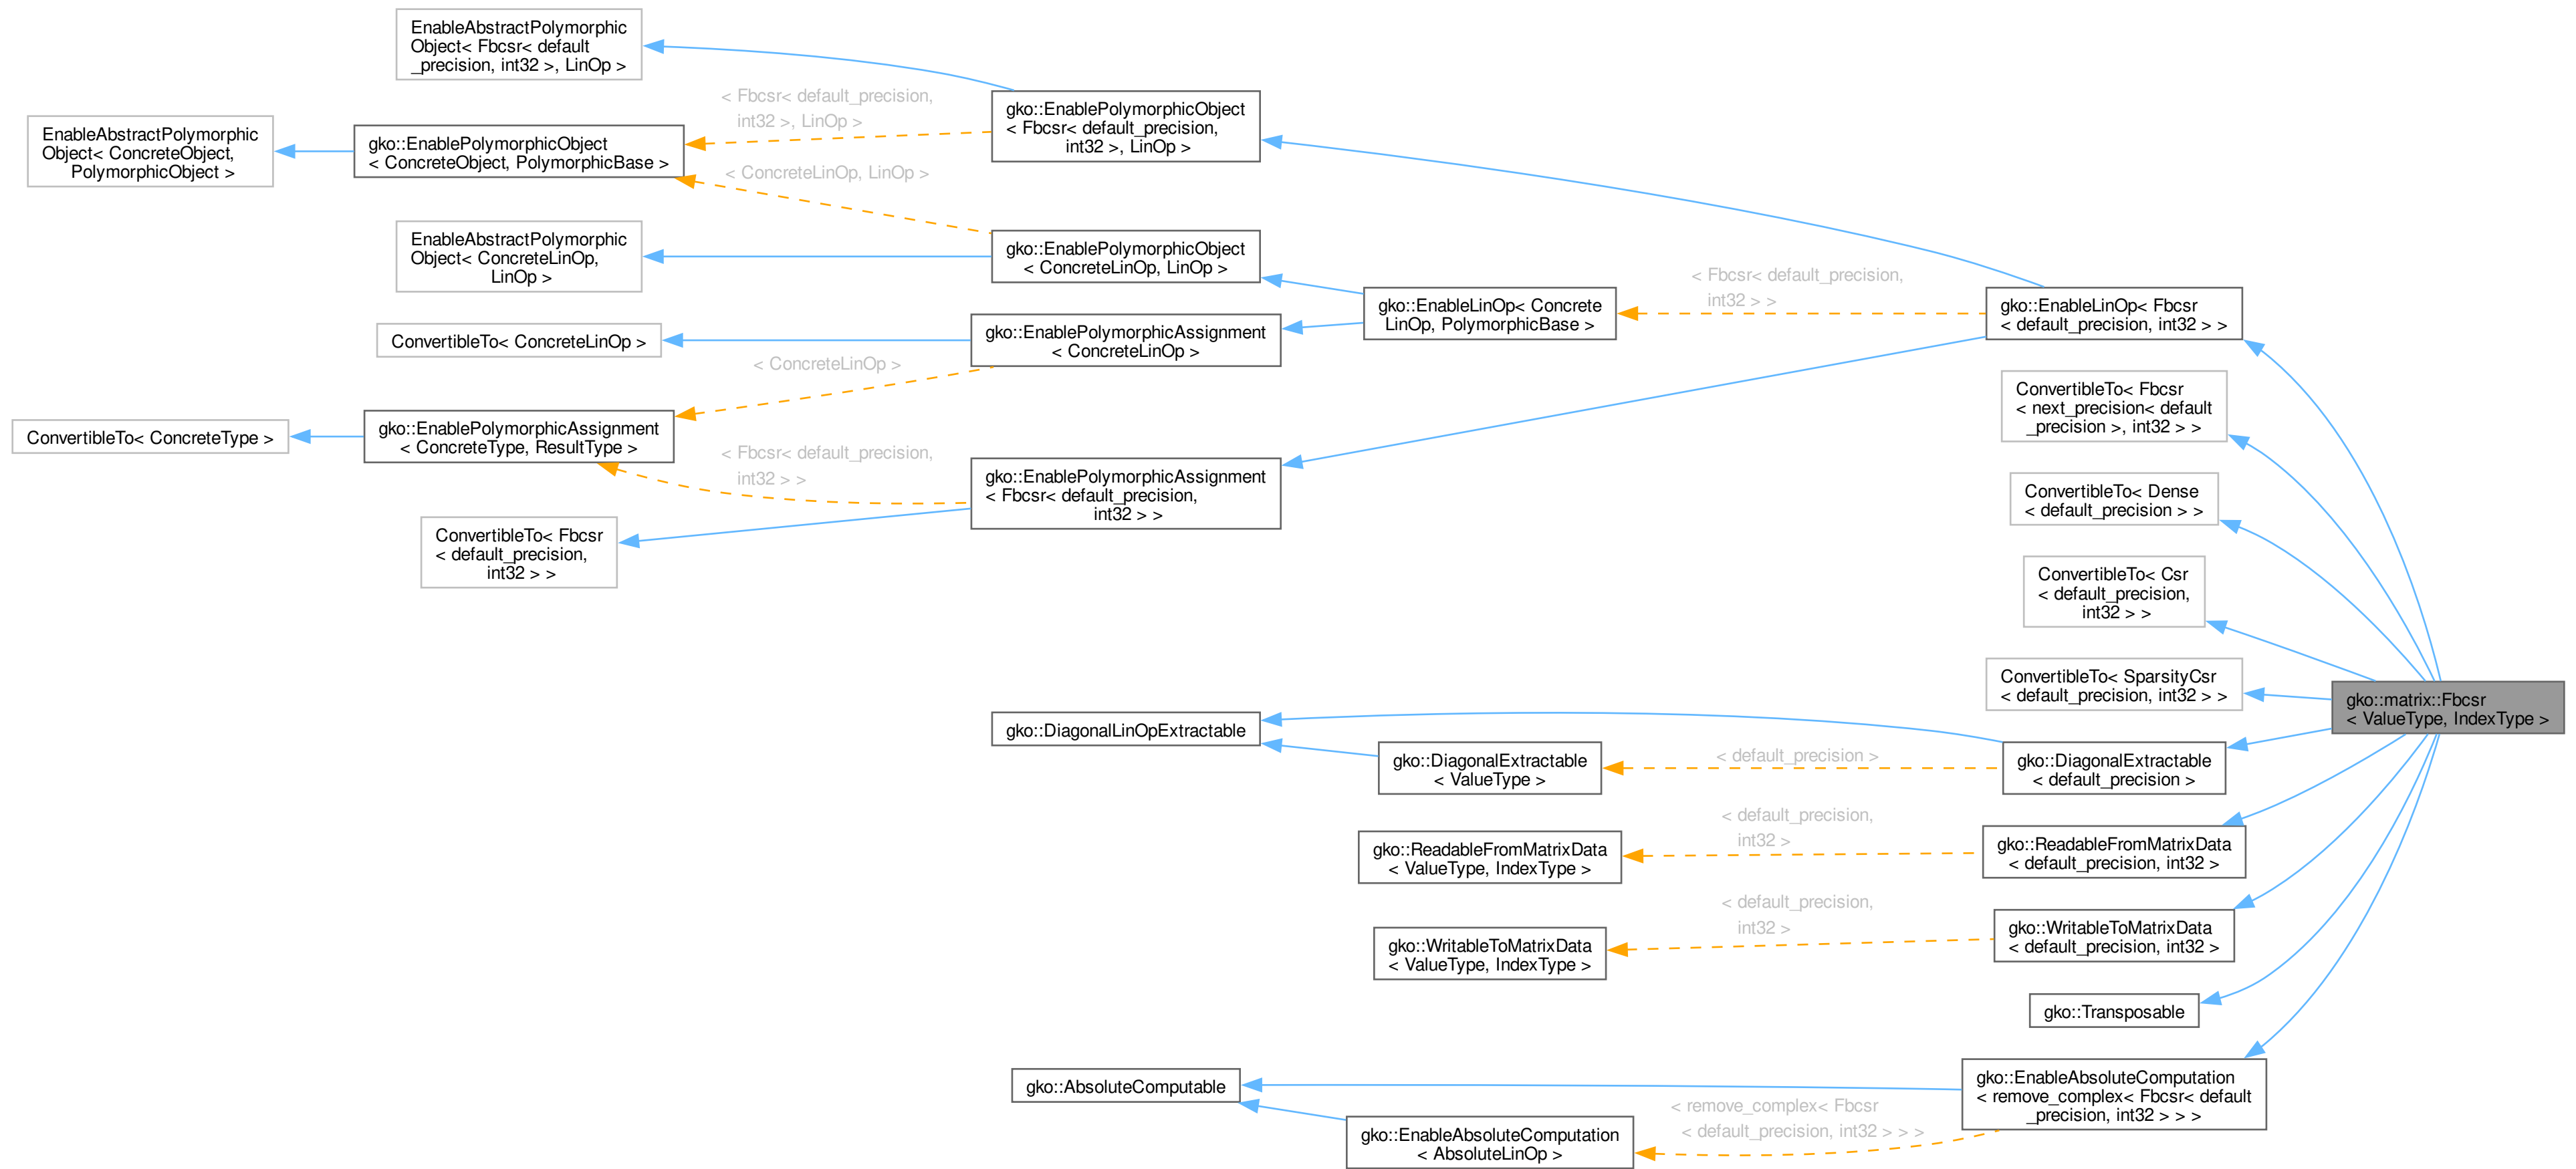 EnableAbstractPolymorphic
Object< Fbcsr< default
_precision, int32 >, LinOp >
EnableAbstractPolymorphic
Object< ConcreteObject,
PolymorphicObject >
gko::EnablePolymorphicObject
< ConcreteObject, PolymorphicBase >
< Fbcsr< default_precision,
int32 >, LinOp >
< ConcreteLinOp, LinOp >
gko::EnablePolymorphicObject
< Fbcsr< default_precision,
int32 >, LinOp >
EnableAbstractPolymorphic
Object< ConcreteLinOp,
LinOp >
gko::EnablePolymorphicObject
< ConcreteLinOp, LinOp >
ConvertibleTo< ConcreteLinOp >
gko::EnablePolymorphicAssignment
< ConcreteLinOp >
gko::EnableLinOp< Concrete
LinOp, PolymorphicBase >
< Fbcsr< default_precision,
int32 > >
gko::EnableLinOp< Fbcsr
< default_precision, int32 > >
< ConcreteLinOp >
ConvertibleTo< ConcreteType >
gko::EnablePolymorphicAssignment
< ConcreteType, ResultType >
< Fbcsr< default_precision,
int32 > >
gko::EnablePolymorphicAssignment
< Fbcsr< default_precision,
int32 > >
ConvertibleTo< Fbcsr
< default_precision,
int32 > >
ConvertibleTo< Fbcsr
< next_precision< default
_precision >, int32 > >
ConvertibleTo< Dense
< default_precision > >
ConvertibleTo< Csr
< default_precision,
int32 > >
ConvertibleTo< SparsityCsr
< default_precision, int32 > >
gko::matrix::Fbcsr
< ValueType, IndexType >
gko::DiagonalLinOpExtractable
gko::DiagonalExtractable
< ValueType >
< default_precision >
gko::DiagonalExtractable
< default_precision >
gko::ReadableFromMatrixData
< ValueType, IndexType >
< default_precision,
int32 >
gko::ReadableFromMatrixData
< default_precision, int32 >
gko::WritableToMatrixData
< ValueType, IndexType >
< default_precision,
int32 >
gko::WritableToMatrixData
< default_precision, int32 >
gko::Transposable
gko::AbsoluteComputable
gko::EnableAbsoluteComputation
< AbsoluteLinOp >
< remove_complex< Fbcsr
< default_precision, int32 > > >
gko::EnableAbsoluteComputation
< remove_complex< Fbcsr< default
_precision, int32 > > >